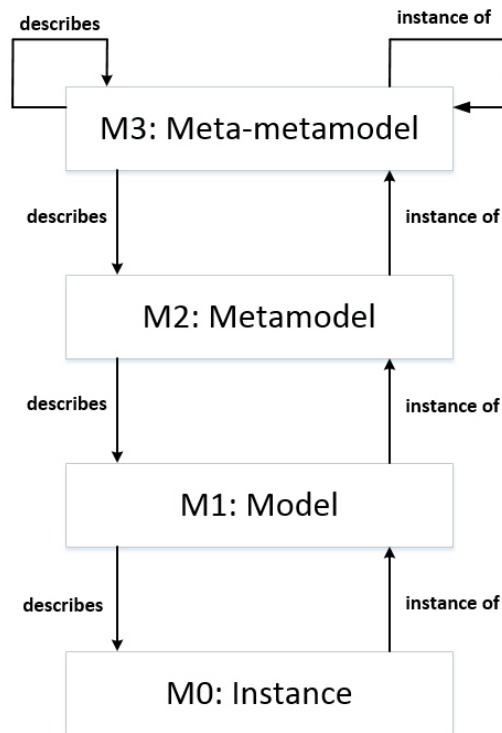 describes
instance of
M3: Meta-metamodel
describes
instance of
M2: Metamodel
describes
instance of
M1: Model
describes
instance of
M0: Instance